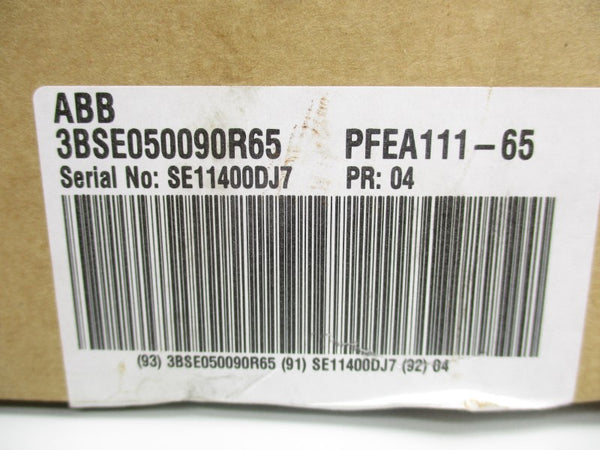 ABB
3BSE050090R65 PFEA111-65
Serial No: SE11400DJ7 PR: 04
(93) 3BSE050090R65 (91) SE11400DJ7 (92) 04